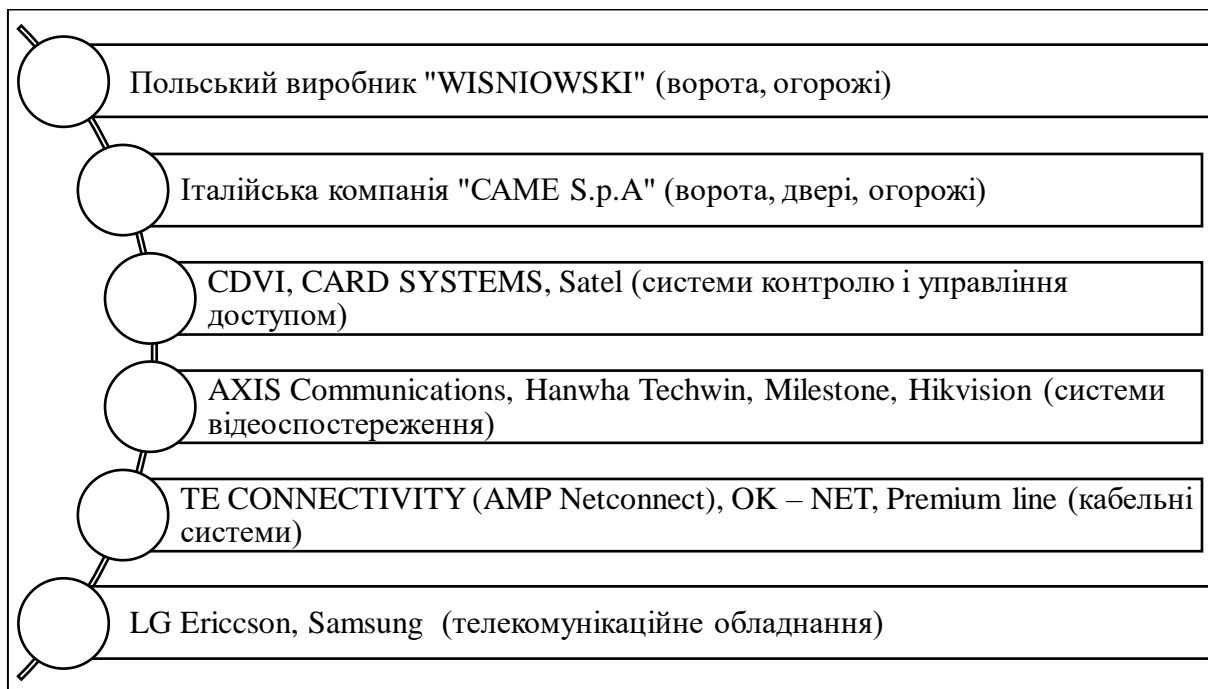 Польський виробник "WISNIOWSKI" (ворота, огорожі)
Італійська компанія "CAME S.p.A" (ворота, двері, огорожі)
CDVI, CARD SYSTEMS, Satel (системи контролю і управління
доступом)
AXIS Communications, Hanwha Techwin, Milestone, Hikvision (системи
відеоспостереження)
TE CONNECTIVITY (AMP Netconnect), OK – NET, Premium line (кабельні
системи)
LG Ericcson, Samsung (телекомунікаційне обладнання)